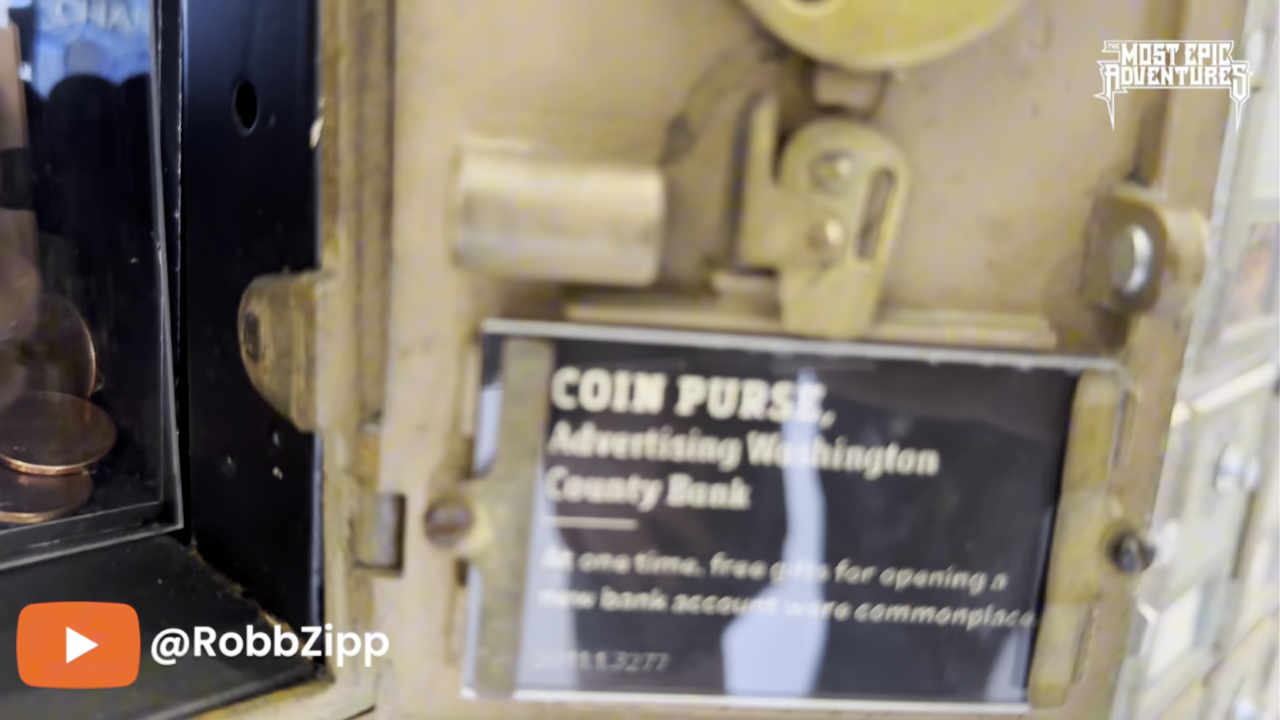 THE
MOST EPIC
ADVENTURES
COIN PURSE,
Advertising Washington
County Bank
At one time, free gifts for opening a
new bank account were commonplace.
@RobbZipp